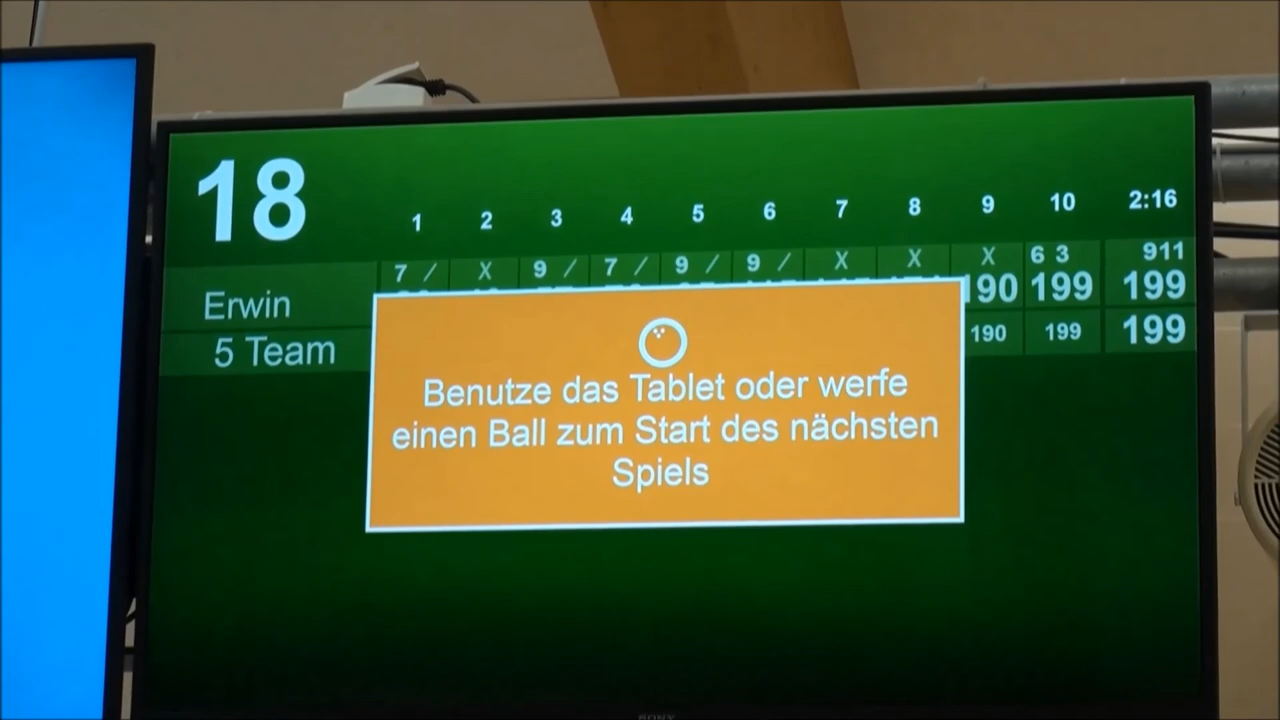 18
1 2 3 4 5 6 7 8 9 10 2:16
7 / X 9 / 7 / 9 / 9 / X X X 6 3 911
Erwin 190 199 199
5 Team 190 199 199
Benutze das Tablet oder werfe
einen Ball zum Start des nächsten
Spiels
SONY